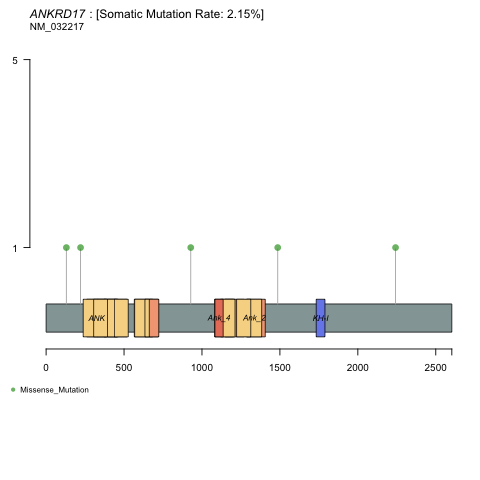 ANKRD17 : [Somatic Mutation Rate: 2.15%]
NM_032217
5
1
ANK Ank_4 Ank_2 KH-I
0 500 1000 1500 2000 2500
Missense_Mutation